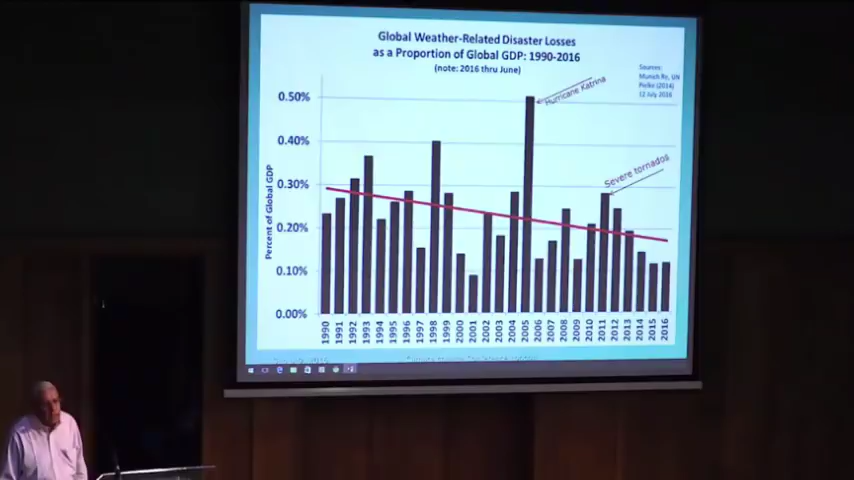 Global Weather-Related Disaster Losses
as a Proportion of Global GDP: 1990-2016
(note: 2016 thru June)
Sources:
Munich Re, UN
Pielke (2014)
12 July 2016
Hurricane Katrina
Severe tornados
Percent of Global GDP
0.50%
0.40%
0.30%
0.20%
0.10%
0.00%
1990 1991 1992 1993 1994 1995 1996 1997 1998 1999 2000 2001 2002 2003 2004 2005 2006 2007 2008 2009 2010 2011 2012 2013 2014 2015 2016